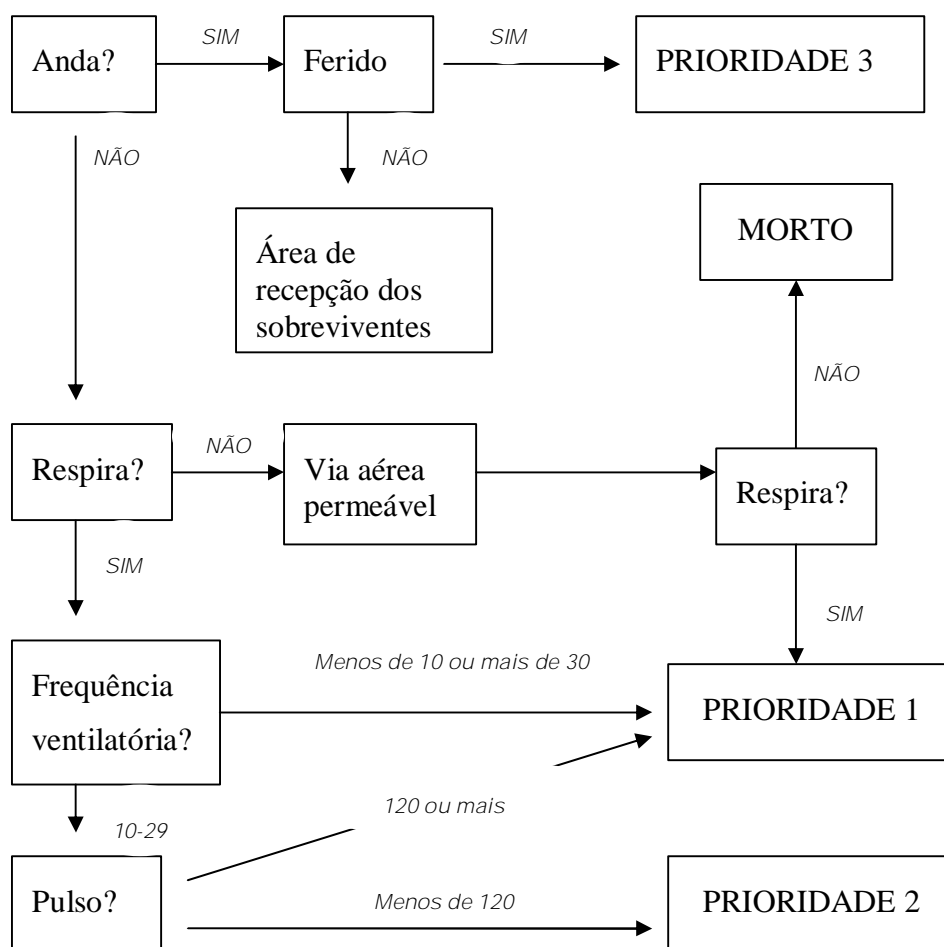 SIM
SIM
Anda?
Ferido
PRIORIDADE 3
NÃO
NÃO
MORTO
Área de
recepção dos
sobreviventes
NÃO
NÃO
Respira?
Via aérea
permeável
Respira?
SIM
SIM
Menos de 10 ou mais de 30
Frequência
ventilatória?
PRIORIDADE 1
120 ou mais
10-29
Pulso?
Menos de 120
PRIORIDADE 2